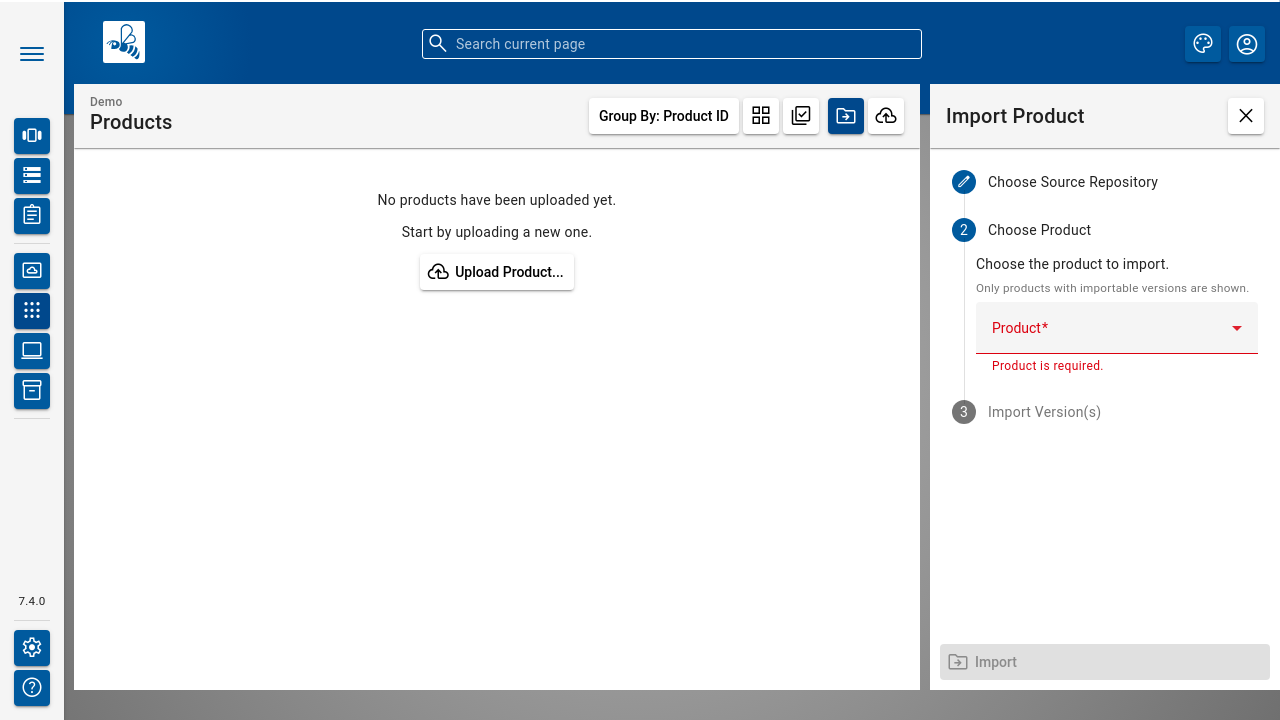 Search current page
Demo
Products
Group By: Product ID
No products have been uploaded yet.
Start by uploading a new one.
Upload Product...
7.4.0
Import Product
Choose Source Repository
2
Choose Product
Choose the product to import.
Only products with importable versions are shown.
Product*
Product is required.
3
Import Version(s)
Import